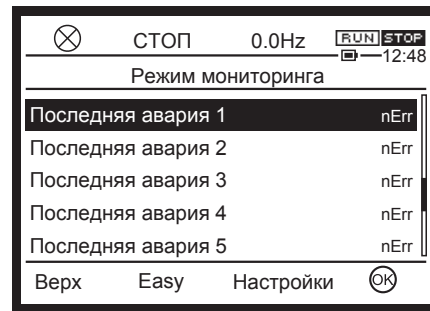 СТОП 0.0Hz RUN STOP
12:48
Режим мониторинга
Последняя авария 1 nErr
Последняя авария 2 nErr
Последняя авария 3 nErr
Последняя авария 4 nErr
Последняя авария 5 nErr
Верх Easy Настройки OK